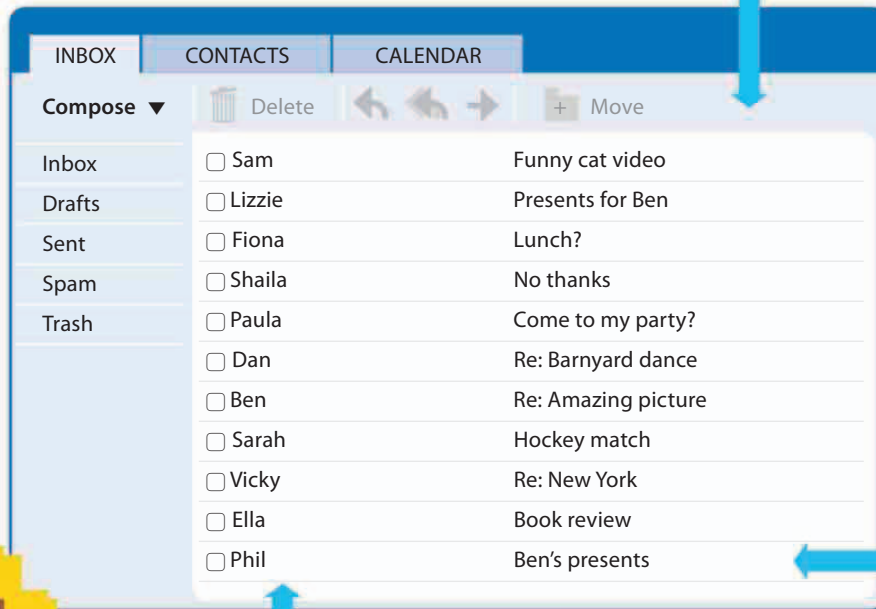 INBOX CONTACTS CALENDAR
Compose Delete Move
Inbox
Drafts
Sent
Spam
Trash
Sam Funny cat video
Lizzie Presents for Ben
Fiona Lunch?
Shaila No thanks
Paula Come to my party?
Dan Re: Barnyard dance
Ben Re: Amazing picture
Sarah Hockey match
Vicky Re: New York
Ella Book review
Phil Ben's presents